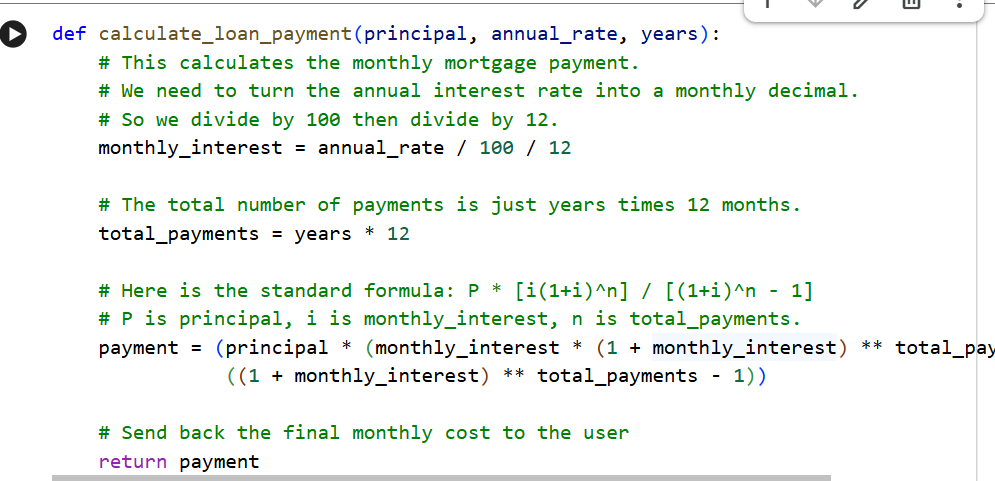 def calculate_loan_payment(principal, annual_rate, years):
    # This calculates the monthly mortgage payment.
    # We need to turn the annual interest rate into a monthly decimal.
    # So we divide by 100 then divide by 12.
    monthly_interest = annual_rate / 100 / 12
    # The total number of payments is just years times 12 months.
    total_payments = years * 12
    # Here is the standard formula: P * [i(1+i)^n] / [(1+i)^n - 1]
    # P is principal, i is monthly_interest, n is total_payments.
    payment = (principal * (monthly_interest * (1 + monthly_interest) ** total_pay
               ((1 + monthly_interest) ** total_payments - 1))
    # Send back the final monthly cost to the user
    return payment